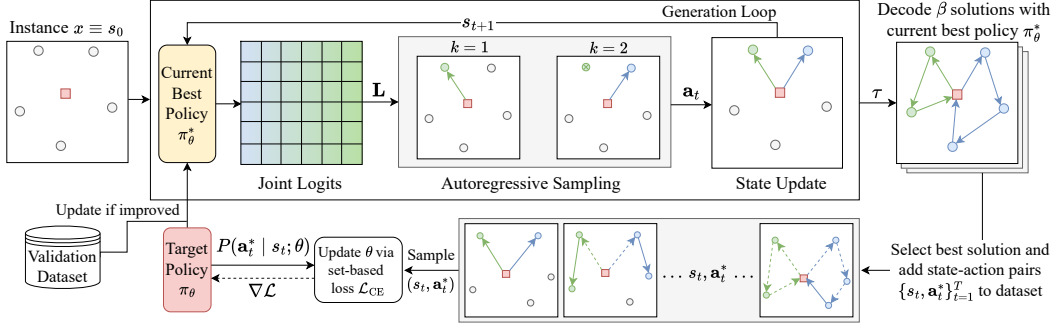 Instance x ≡ s₀
s_{t+1}
Generation Loop
Decode β solutions with
current best policy π*_θ
k = 1
k = 2
Current
Best
Policy
π*_θ
L
a_t
τ
Joint Logits
Autoregressive Sampling
State Update
Update if improved
Validation
Dataset
Target
Policy
π_θ
P(a*_t | s_t; θ)
∇ℒ
Update θ via
set-based
loss ℒ_CE
Sample
(s_t, a*_t)
... s_t, a*_t ...
Select best solution and
add state-action pairs
{s_t, a*_t}^T_{t=1} to dataset